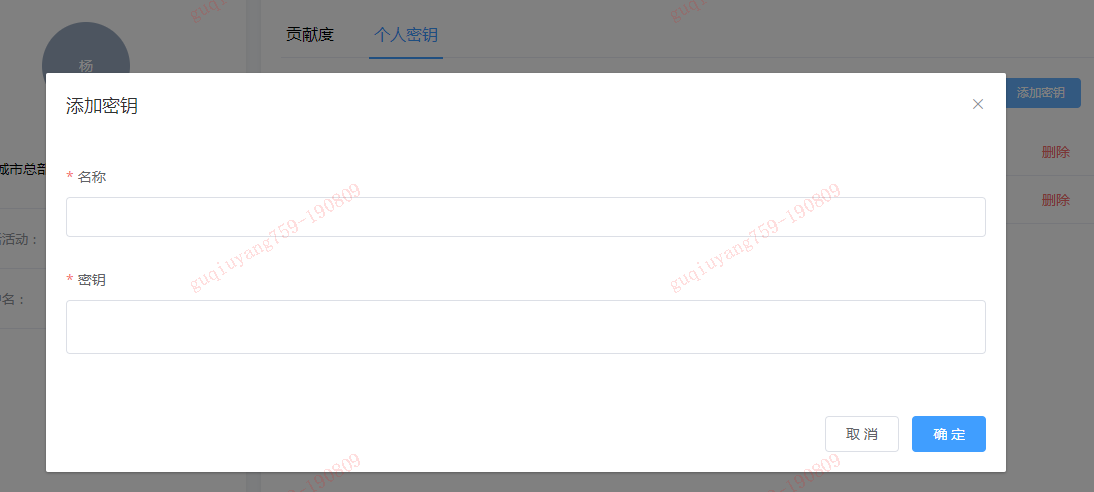 杨
贡献度
个人密钥
添加密钥
添加密钥
删除
城市总部
* 名称
删除
活动：
* 密钥
名：
取 消
确 定
guqiuyang759-190809
guqiuyang759-190809